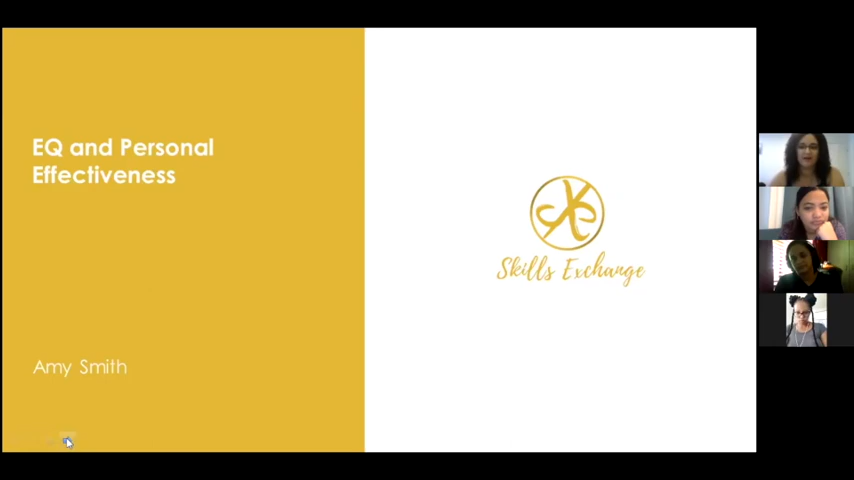 EQ and Personal
Effectiveness
Skills Exchange
Amy Smith